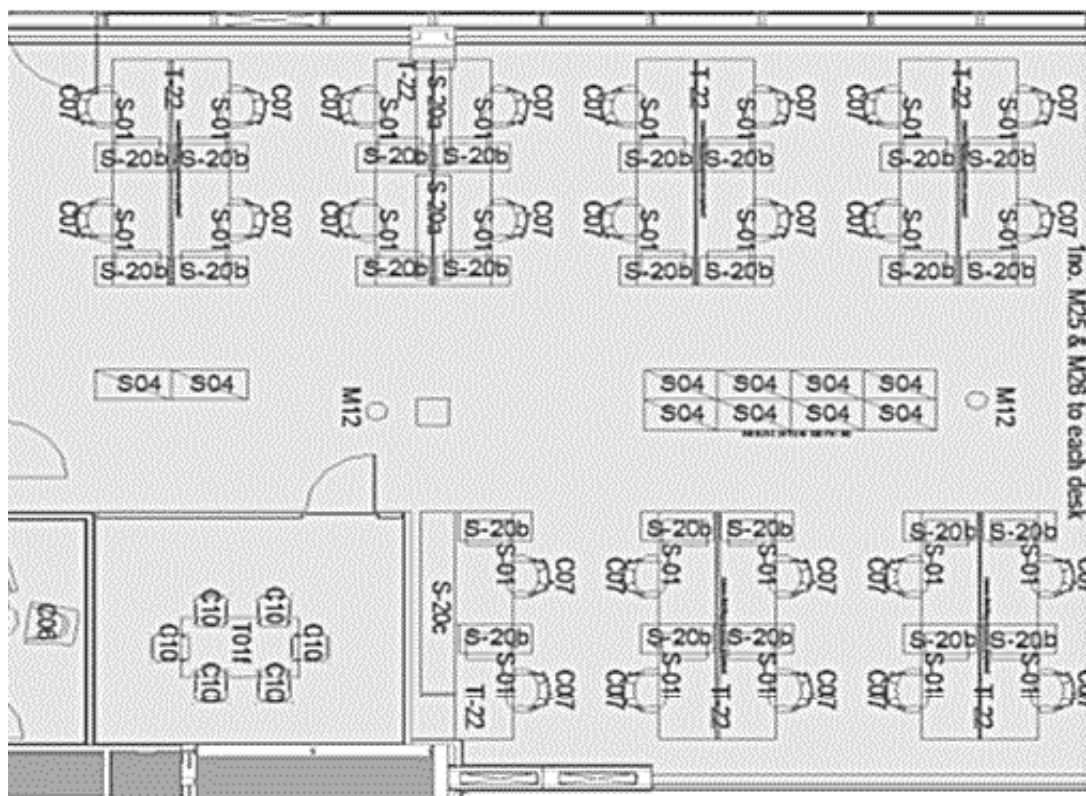 T-22
T-22
T-22
T-22
C07 S-01 S-01 C07
C07 S-01 S-20a S-01 C07
C07 S-01 S-01 C07
C07 S-01 S-01 C07
S-20b S-20b
S-20b S-20b
S-20b S-20b
S-20b S-20b
C07 S-01 S-01 C07
C07 S-01 S-20a S-01 C07
C07 S-01 S-01 C07
C07 S-01 S-01 C07
S-20b S-20b
S-20b S-20b
S-20b S-20b
S-20b S-20b
M25 & M26 to each desk
S04 S04
M12
S04 S04 S04 S04
S04 S04 S04 S04
M12
S-20b
S-20b S-20b
S-20b S-20b
S-01 C07
C07 S-01 S-01 C07
C07 S-01 S-01 C07
S-20c
S-20b
S-20b S-20b
S-20b S-20b
S-01 C07
C07 S-01 S-01 C07
C07 S-01 S-01 C07
T-22
T-22
T-22
C10 C10
C10 T01f C10
C10 C10
C06